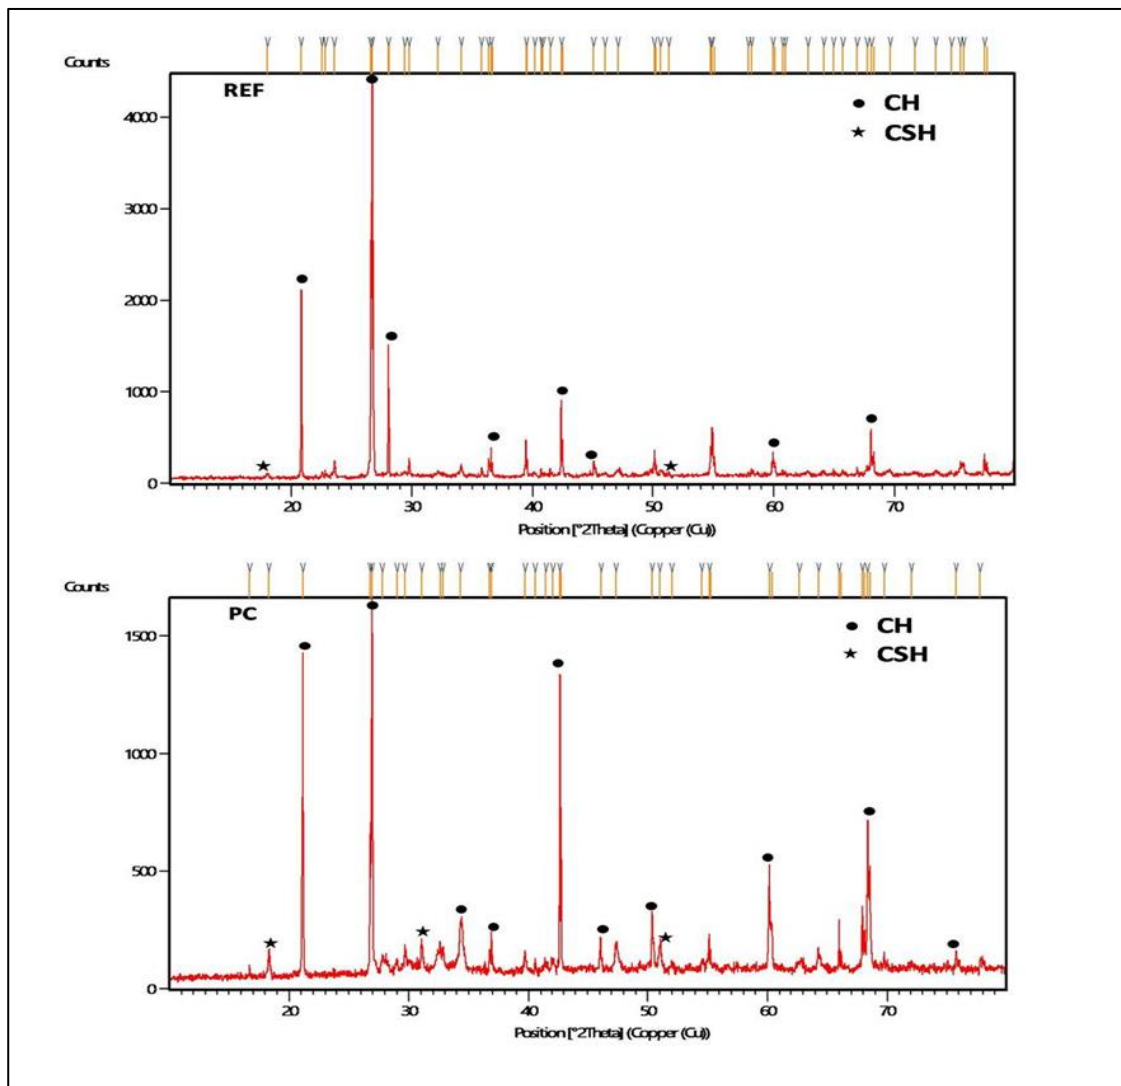 Counts
REF
● CH
★ CSH
4000
3000
2000
1000
0
20 30 40 50 60 70
Position [°2Theta] (Copper (Cu))
Counts
PC
● CH
★ CSH
1500
1000
500
0
20 30 40 50 60 70
Position [°2Theta] (Copper (Cu))